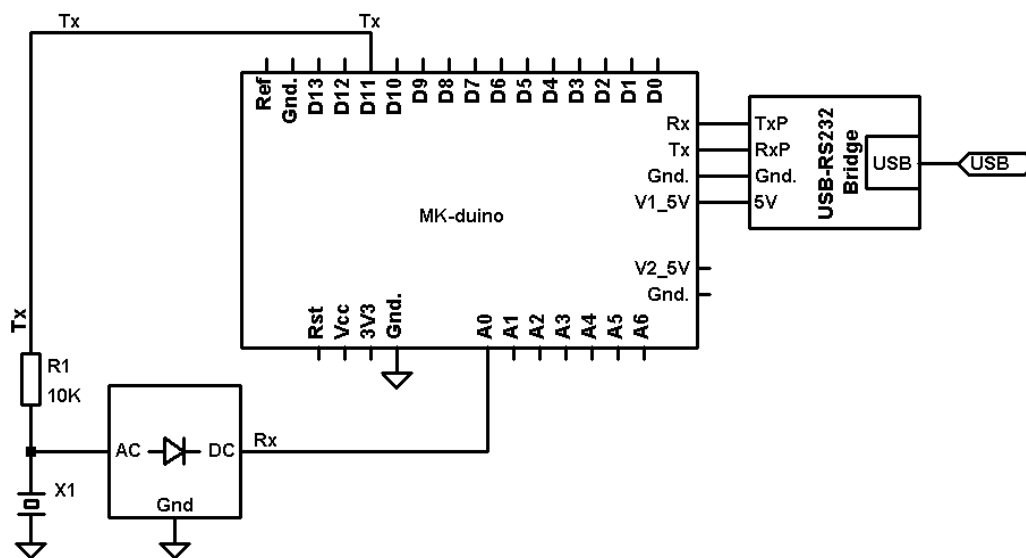 Tx
Tx
Ref
Gnd.
D13
D12
D11
D10
D9
D8
D7
D6
D5
D4
D3
D2
D1
D0
Rx
TxP
Tx
RxP
Gnd.
Gnd.
V1_5V
5V
USB-RS232
Bridge
USB
USB
MK-duino
V2_5V
Gnd.
Rst
Vcc
3V3
Gnd.
A0
A1
A2
A3
A4
A5
A6
Tx
R1
10K
AC
DC
Rx
Gnd
X1